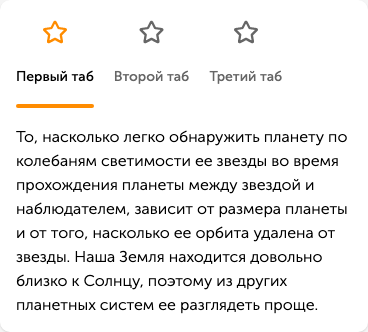 Первый таб Второй таб Третий таб
То, насколько легко обнаружить планету по
колебаням светимости ее звезды во время
прохождения планеты между звездой и
наблюдателем, зависит от размера планеты
и от того, насколько ее орбита удалена от
звезды. Наша Земля находится довольно
близко к Солнцу, поэтому из других
планетных систем ее разглядеть проще.